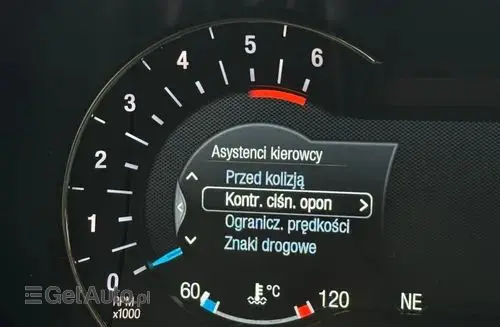 6
5
4
3
2
1
0
RPM
x1000
Asystenci kierowcy
Przed kolizją
Kontr. ciśn. opon
Ogranicz. prędkości
Znaki drogowe
60
°C
120
NE
GetAuto.pl